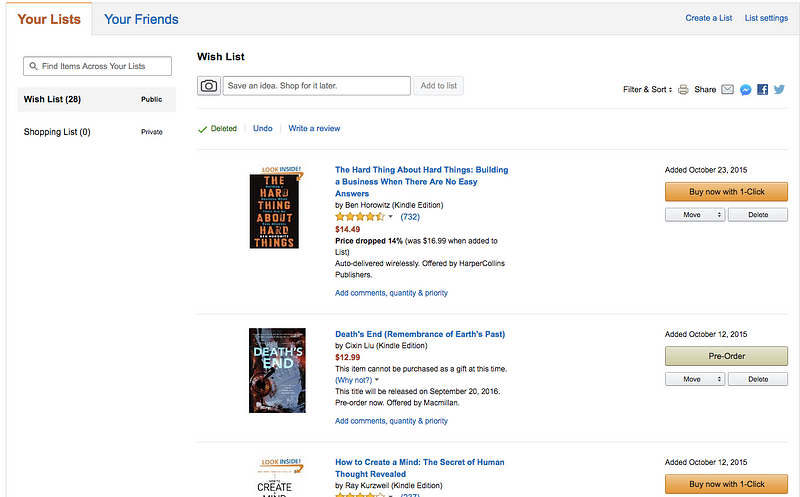 Your Lists
Your Friends
Create a List
List settings
Find Items Across Your Lists
Wish List (28)
Public
Shopping List (0)
Private
Wish List
Save an idea. Shop for it later.
Add to list
Filter & Sort
Share
Deleted
Undo
Write a review
LOOK INSIDE!
THE
HARD
THING
ABOUT
HARD
THINGS
BEN HOROWITZ
The Hard Thing About Hard Things: Building
a Business When There Are No Easy
Answers
by Ben Horowitz (Kindle Edition)
(732)
$14.49
Price dropped 14% (was $16.99 when added to
List)
Auto-delivered wirelessly. Offered by HarperCollins
Publishers.
Add comments, quantity & priority
Added October 23, 2015
Buy now with 1-Click
Move
Delete
DEATH'S
END
Death's End (Remembrance of Earth's Past)
by Cixin Liu (Kindle Edition)
$12.99
This item cannot be purchased as a gift at this time.
(Why not?)
This title will be released on September 20, 2016.
Pre-order now. Offered by Macmillan.
Add comments, quantity & priority
Added October 12, 2015
Pre-Order
Move
Delete
LOOK INSIDE!
HOW TO
CREATE
A MIND
How to Create a Mind: The Secret of Human
Thought Revealed
by Ray Kurzweil (Kindle Edition)
(237)
Added October 12, 2015
Buy now with 1-Click